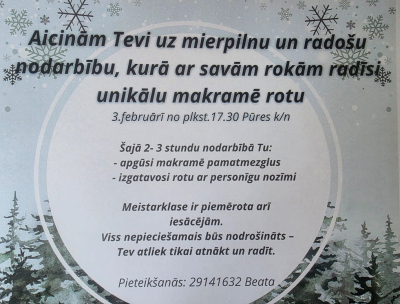 Aicinām Tevi uz mierpilnu un radošu
nodarbību, kurā ar savām rokām radīsi
unikālu makramē rotu
3.februārī no plkst.17.30 Pūres k/n
Šajā 2- 3 stundu nodarbībā Tu:
- apgūsi makramē pamatmezglus
- izgatavosi rotu ar personīgu nozīmi
Meistarklase ir piemērota arī
iesācējām.
Viss nepieciešamais būs nodrošināts –
Tev atliek tikai atnākt un radīt.
Pieteikšanās: 29141632 Beata